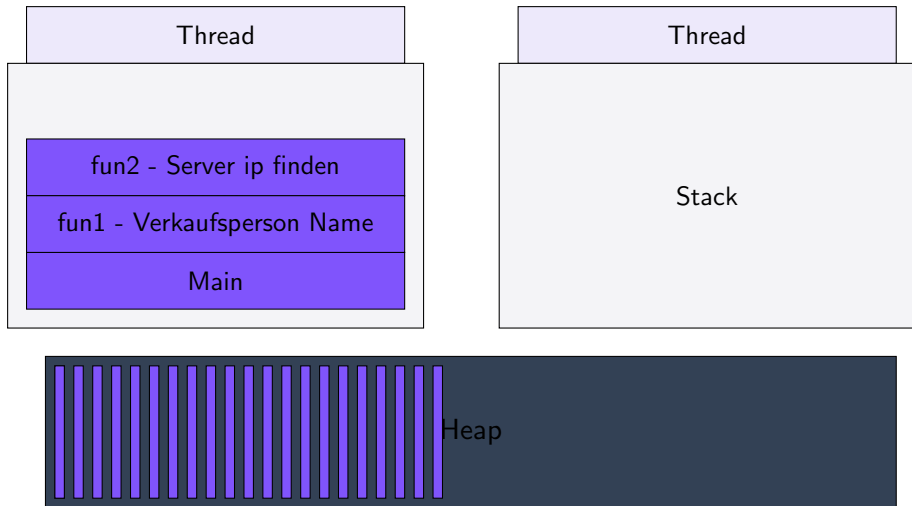 Thread
Thread
fun2 - Server ip finden
fun1 - Verkaufsperson Name
Main
Stack
Heap